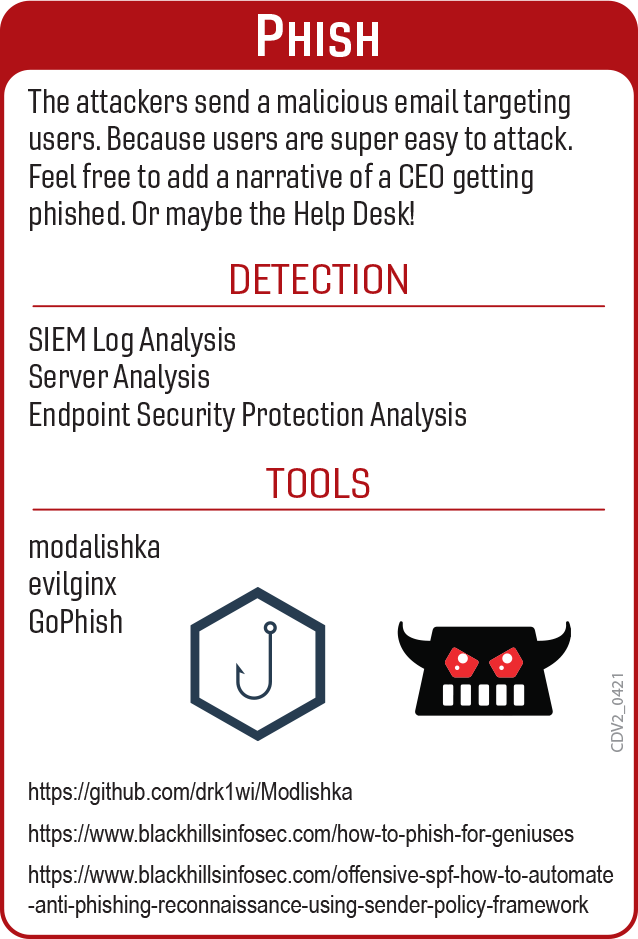 PHISH
The attackers send a malicious email targeting
users. Because users are super easy to attack.
Feel free to add a narrative of a CEO getting
phished. Or maybe the Help Desk!
DETECTION
SIEM Log Analysis
Server Analysis
Endpoint Security Protection Analysis
TOOLS
modalishka
evilginx
GoPhish
CDV2_0421
https://github.com/drk1wi/Modlishka
https://www.blackhillsinfosec.com/how-to-phish-for-geniuses
https://www.blackhillsinfosec.com/offensive-spf-how-to-automate
-anti-phishing-reconnaissance-using-sender-policy-framework